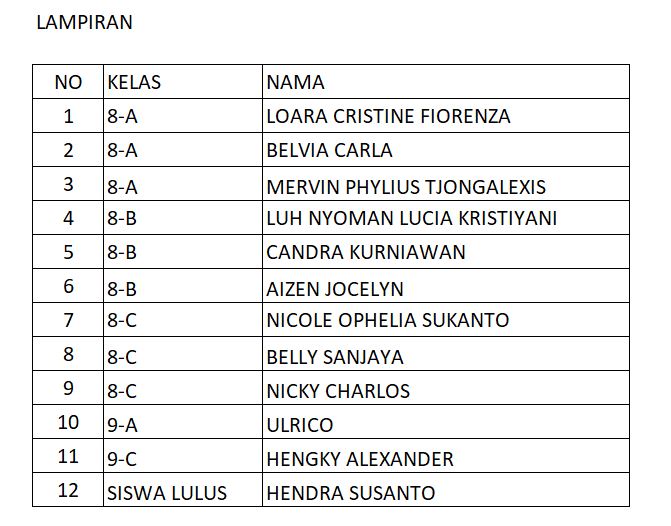 LAMPIRAN
NO KELAS NAMA
1 8-A LOARA CRISTINE FIORENZA
2 8-A BELVIA CARLA
3 8-A MERVIN PHYLIUS TJONGALEXIS
4 8-B LUH NYOMAN LUCIA KRISTIYANI
5 8-B CANDRA KURNIAWAN
6 8-B AIZEN JOCELYN
7 8-C NICOLE OPHELIA SUKANTO
8 8-C BELLY SANJAYA
9 8-C NICKY CHARLOS
10 9-A ULRICO
11 9-C HENGKY ALEXANDER
12 SISWA LULUS HENDRA SUSANTO